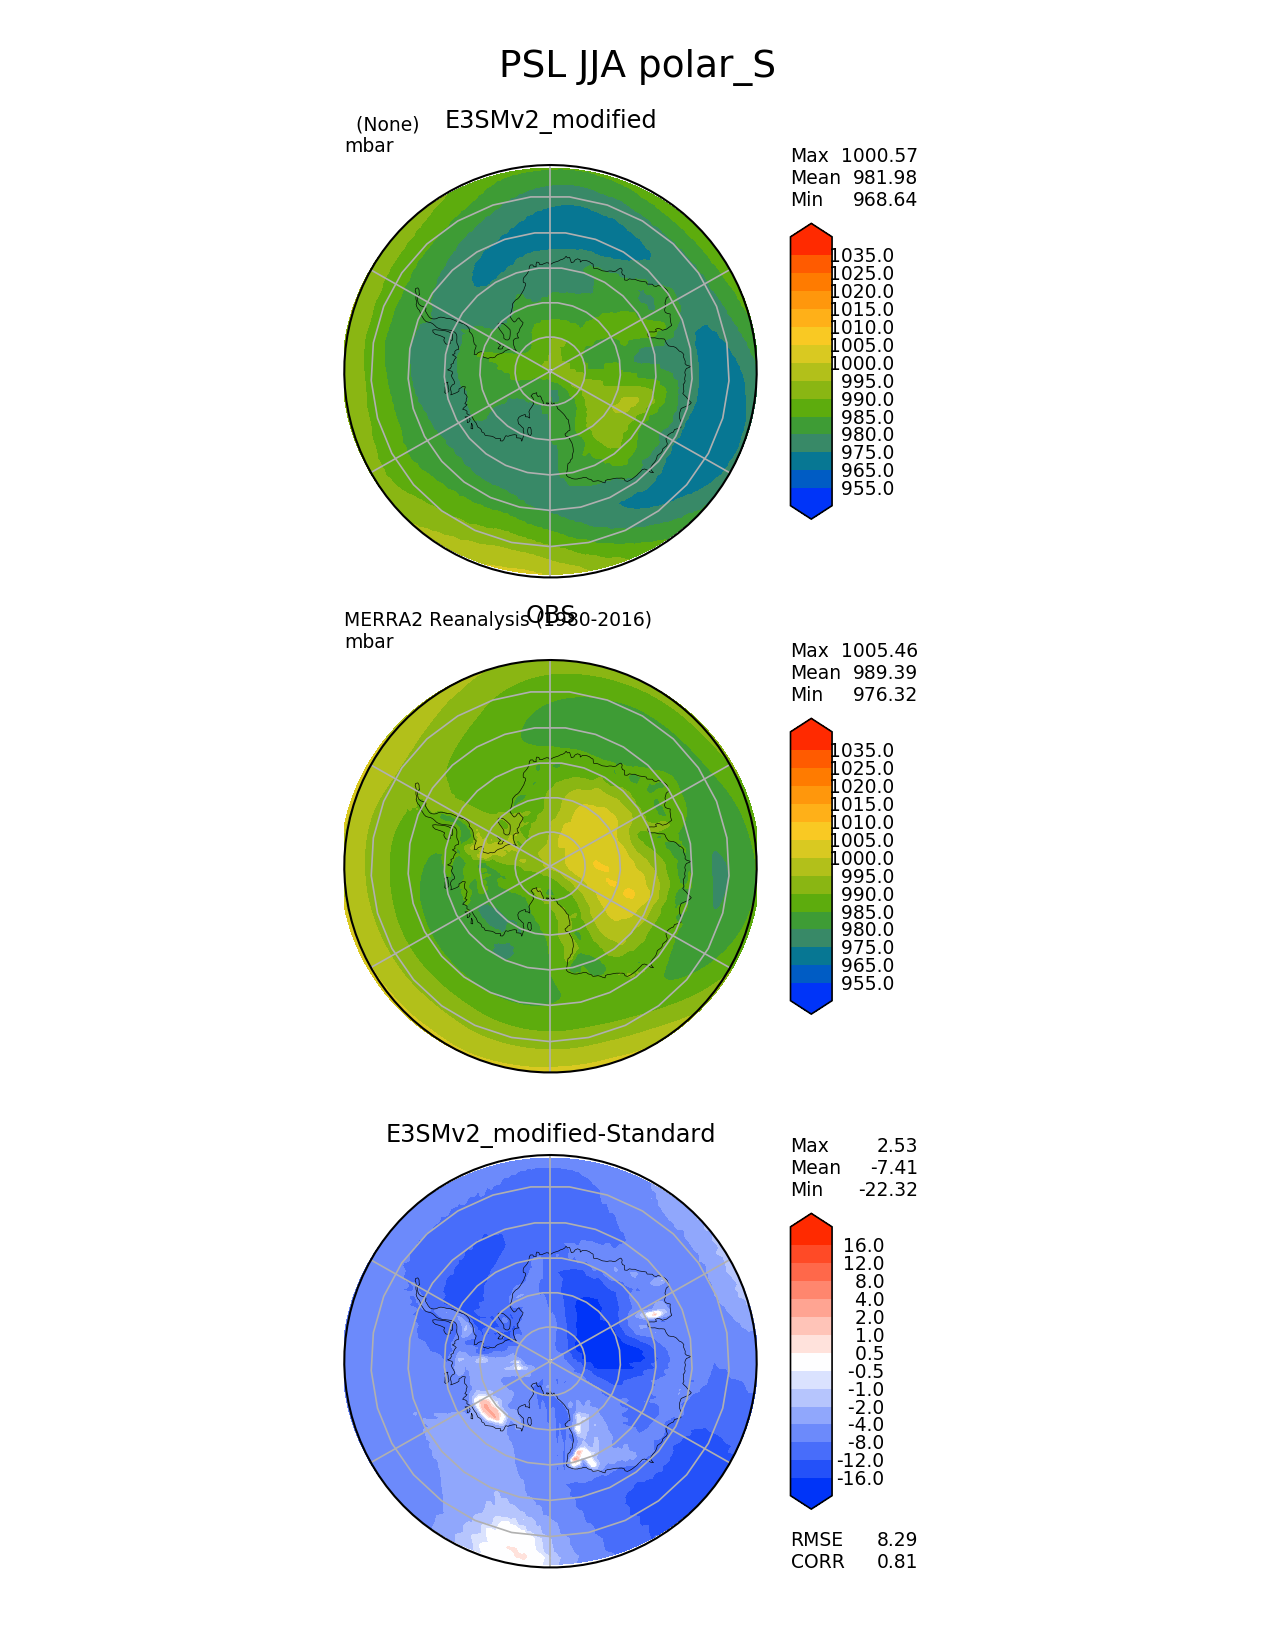 PSL JJA polar_S
E3SMv2_modified
(None)
mbar
Max 1000.57
Mean 981.98
Min 968.64
1035.0
1025.0
1020.0
1015.0
1010.0
1005.0
1000.0
995.0
990.0
985.0
980.0
975.0
965.0
955.0
OBS
MERRA2 Reanalysis (1980-2016)
mbar
Max 1005.46
Mean 989.39
Min 976.32
1035.0
1025.0
1020.0
1015.0
1010.0
1005.0
1000.0
995.0
990.0
985.0
980.0
975.0
965.0
955.0
E3SMv2_modified-Standard
Max 2.53
Mean -7.41
Min -22.32
16.0
12.0
8.0
4.0
2.0
1.0
0.5
-0.5
-1.0
-2.0
-4.0
-8.0
-12.0
-16.0
RMSE 8.29
CORR 0.81